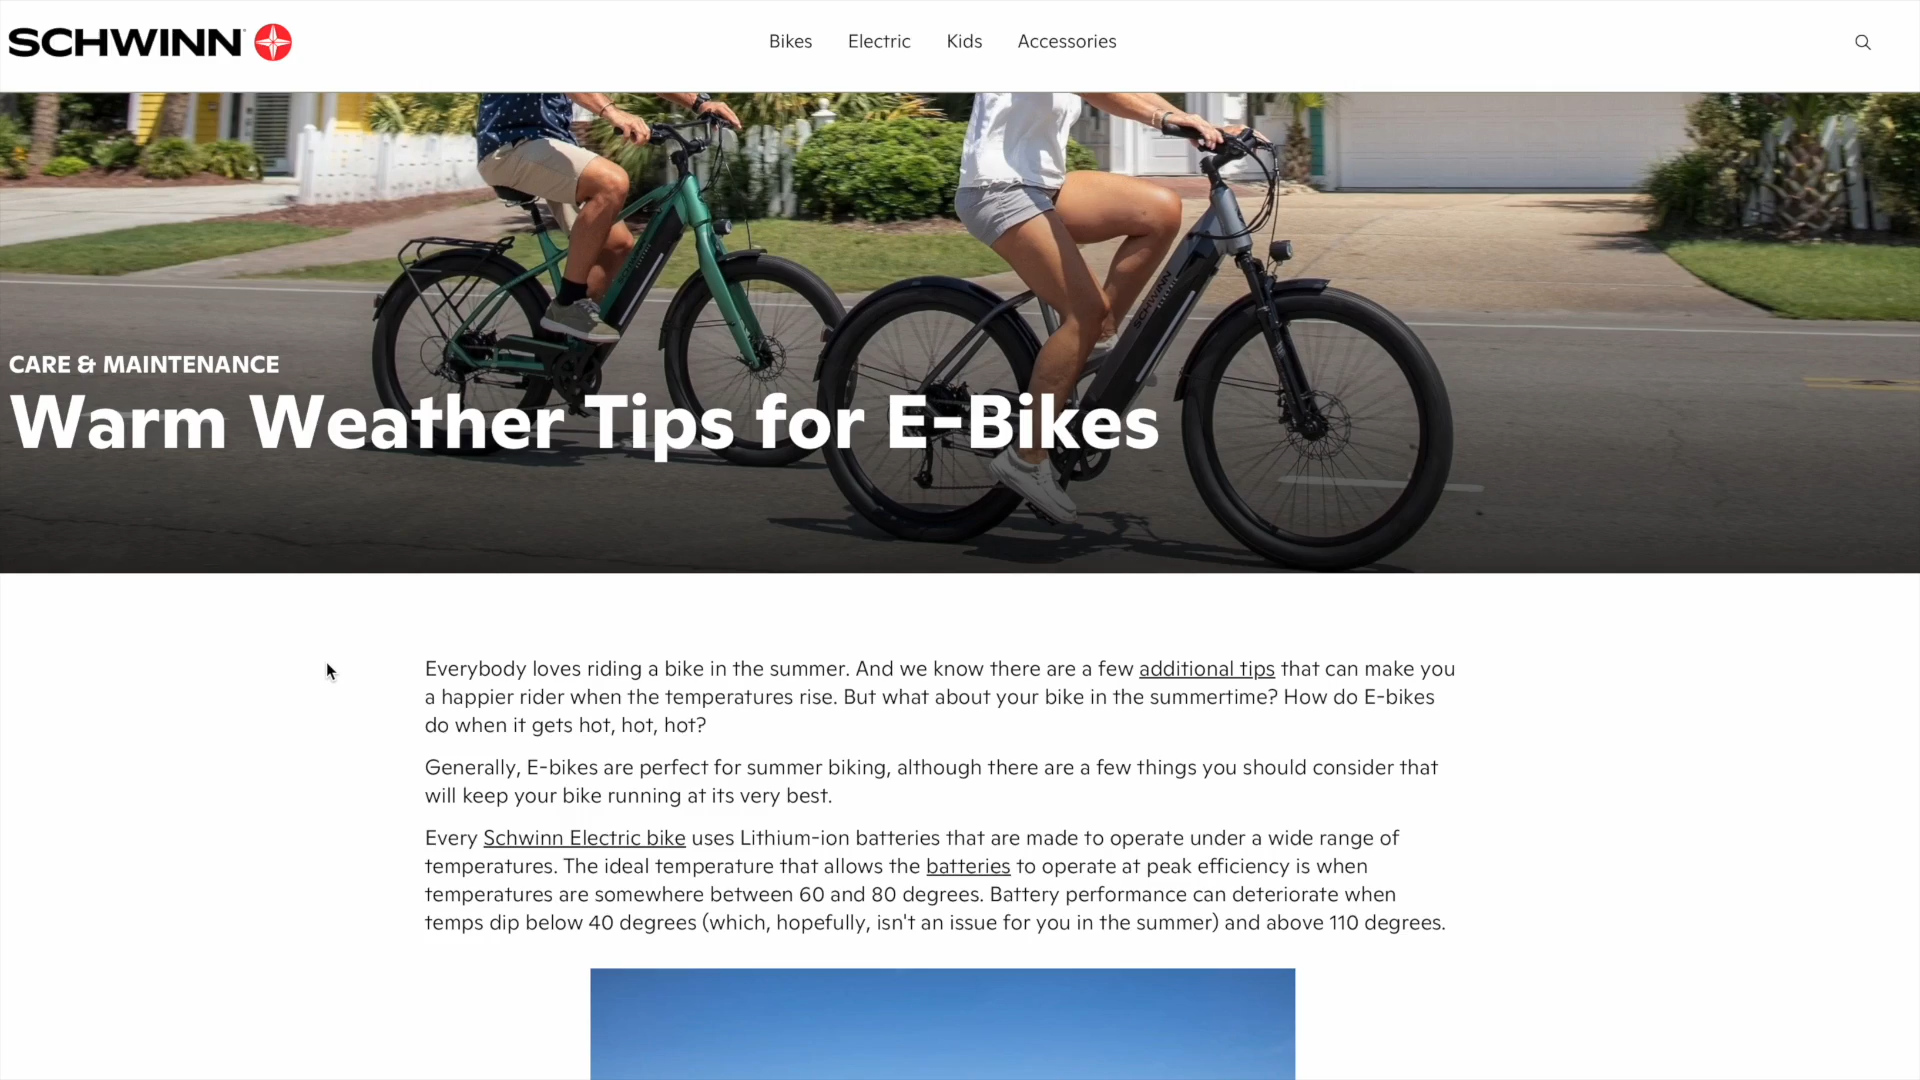 SCHWINN
Bikes Electric Kids Accessories
CARE & MAINTENANCE
Warm Weather Tips for E-Bikes
Everybody loves riding a bike in the summer. And we know there are a few additional tips that can make you
a happier rider when the temperatures rise. But what about your bike in the summertime? How do E-bikes
do when it gets hot, hot, hot?
Generally, E-bikes are perfect for summer biking, although there are a few things you should consider that
will keep your bike running at its very best.
Every Schwinn Electric bike uses Lithium-ion batteries that are made to operate under a wide range of
temperatures. The ideal temperature that allows the batteries to operate at peak efficiency is when
temperatures are somewhere between 60 and 80 degrees. Battery performance can deteriorate when
temps dip below 40 degrees (which, hopefully, isn't an issue for you in the summer) and above 110 degrees.